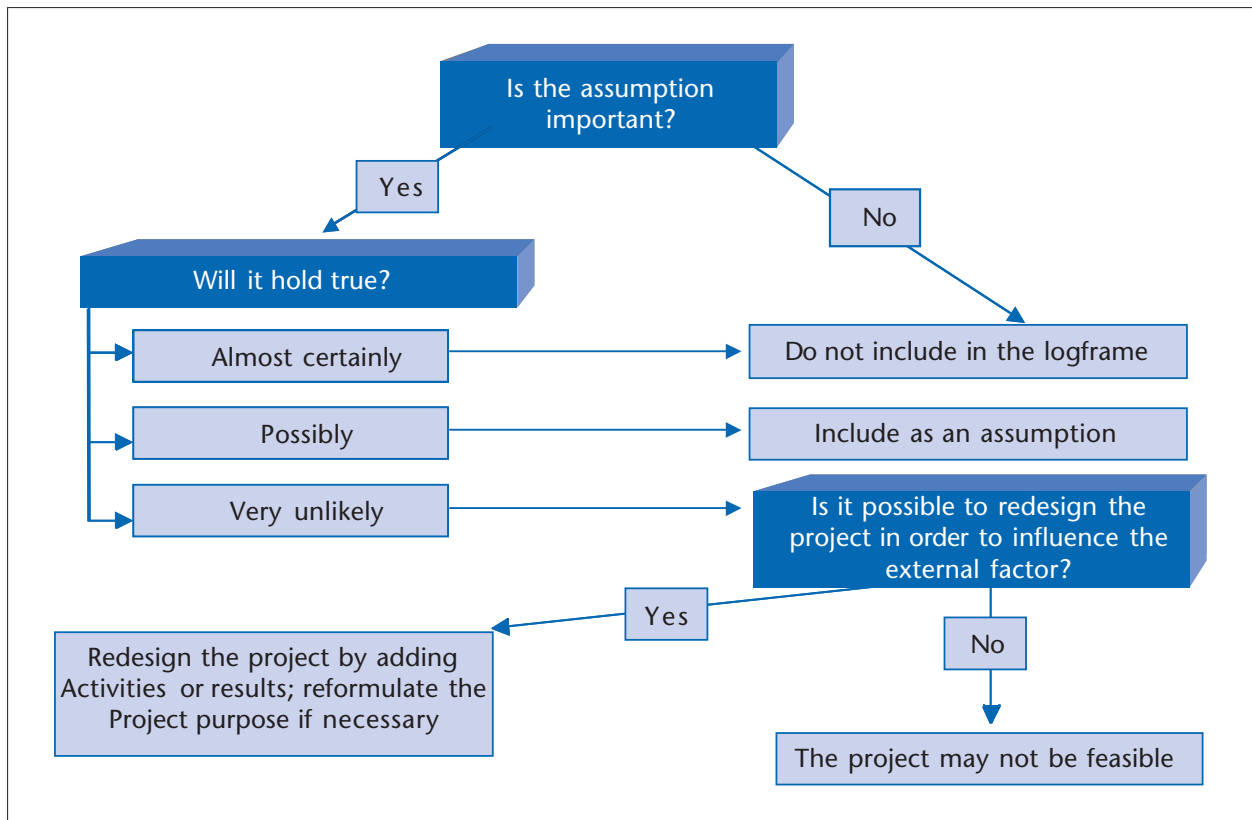 Is the assumption
important?
Yes
No
Will it hold true?
Almost certainly
Do not include in the logframe
Possibly
Include as an assumption
Very unlikely
Is it possible to redesign the
project in order to influence the
external factor?
Yes
No
Redesign the project by adding
Activities or results; reformulate the
Project purpose if necessary
The project may not be feasible